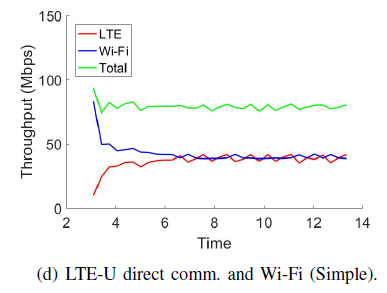 150
LTE
Wi-Fi
Total
100
50
0
Throughput (Mbps)
2 4 6 8 10 12 14
Time
(d) LTE-U direct comm. and Wi-Fi (Simple).